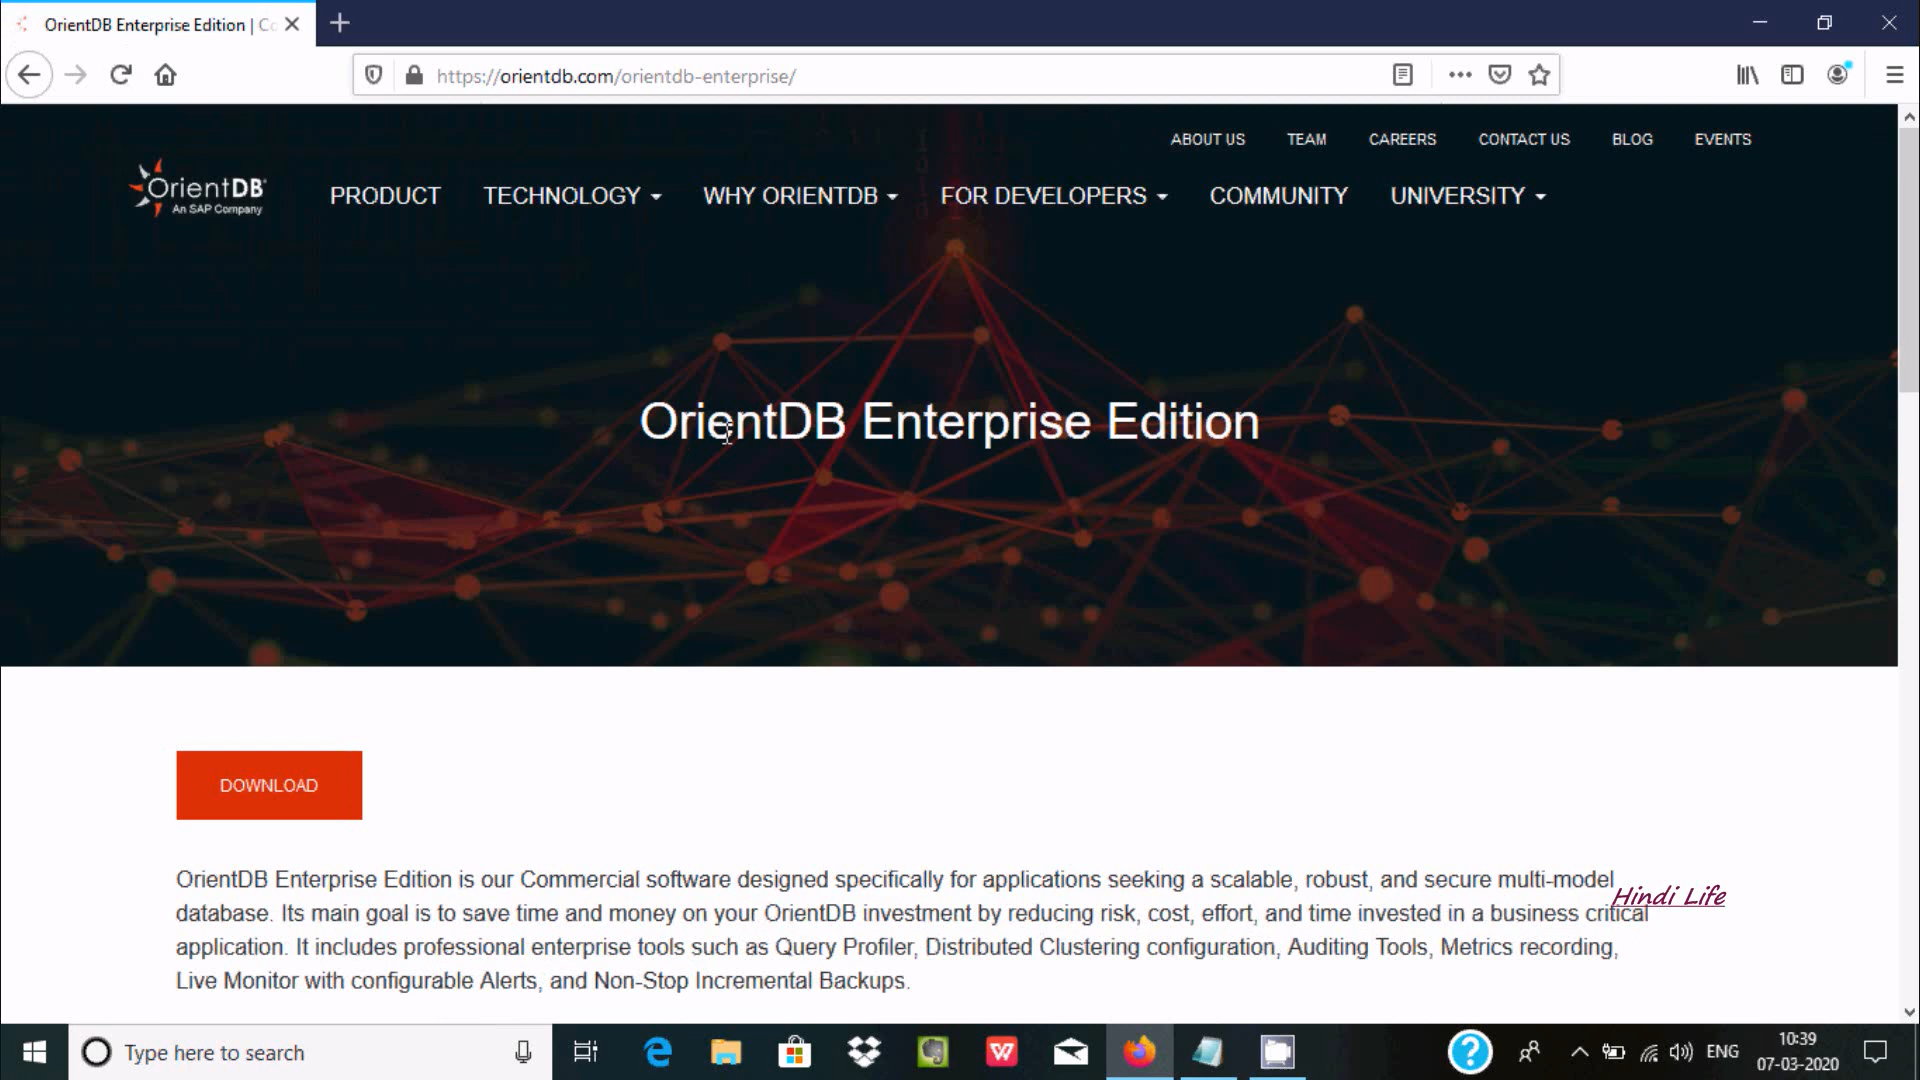 OrientDB Enterprise Edition | Co
https://orientdb.com/orientdb-enterprise/
ABOUT US TEAM CAREERS CONTACT US BLOG EVENTS
OrientDB
An SAP Company
PRODUCT TECHNOLOGY WHY ORIENTDB FOR DEVELOPERS COMMUNITY UNIVERSITY
OrientDB Enterprise Edition
DOWNLOAD
OrientDB Enterprise Edition is our Commercial software designed specifically for applications seeking a scalable, robust, and secure multi-model
database. Its main goal is to save time and money on your OrientDB investment by reducing risk, cost, effort, and time invested in a business critical
application. It includes professional enterprise tools such as Query Profiler, Distributed Clustering configuration, Auditing Tools, Metrics recording,
Live Monitor with configurable Alerts, and Non-Stop Incremental Backups.
Hindi Life
Type here to search
ENG
10:39
07-03-2020